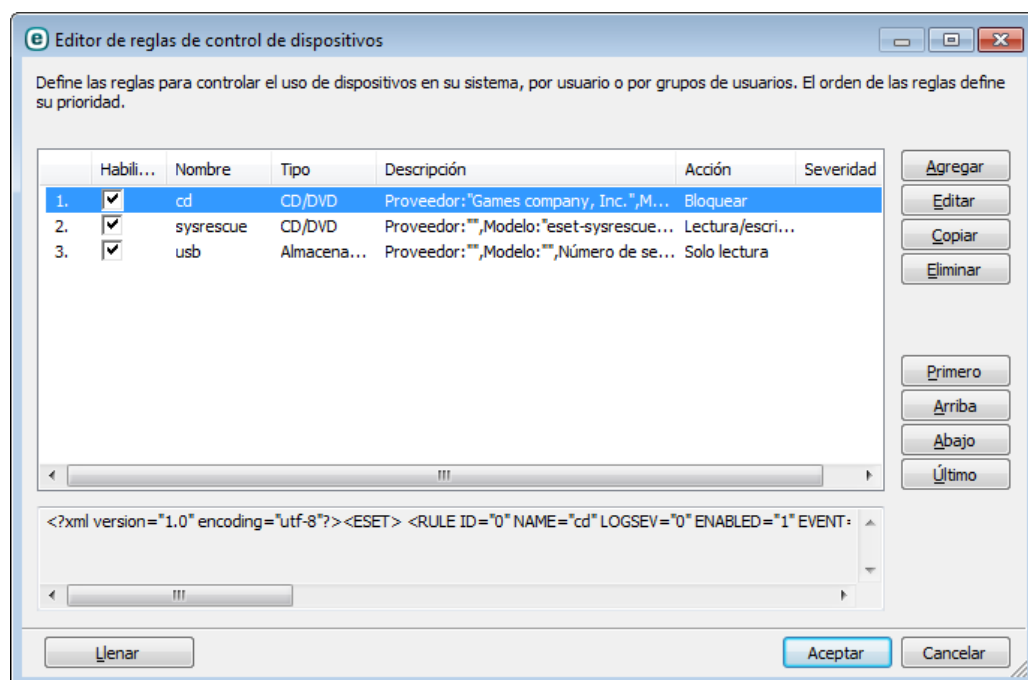 e Editor de reglas de control de dispositivos
Define las reglas para controlar el uso de dispositivos en su sistema, por usuario o por grupos de usuarios. El orden de las reglas define
su prioridad.
Habili... Nombre Tipo Descripción Acción Severidad
1. cd CD/DVD Proveedor:"Games company, Inc.",M... Bloquear
2. sysrescue CD/DVD Proveedor:"",Modelo:"eset-sysrescue... Lectura/escri...
3. usb Almacena... Proveedor:"",Modelo:"",Número de se... Solo lectura
Agregar
Editar
Copiar
Eliminar
Primero
Arriba
Abajo
Último
<?xml version="1.0" encoding="utf-8"?><ESET> <RULE ID="0" NAME="cd" LOGSEV="0" ENABLED="1" EVENT=
Llenar Aceptar Cancelar